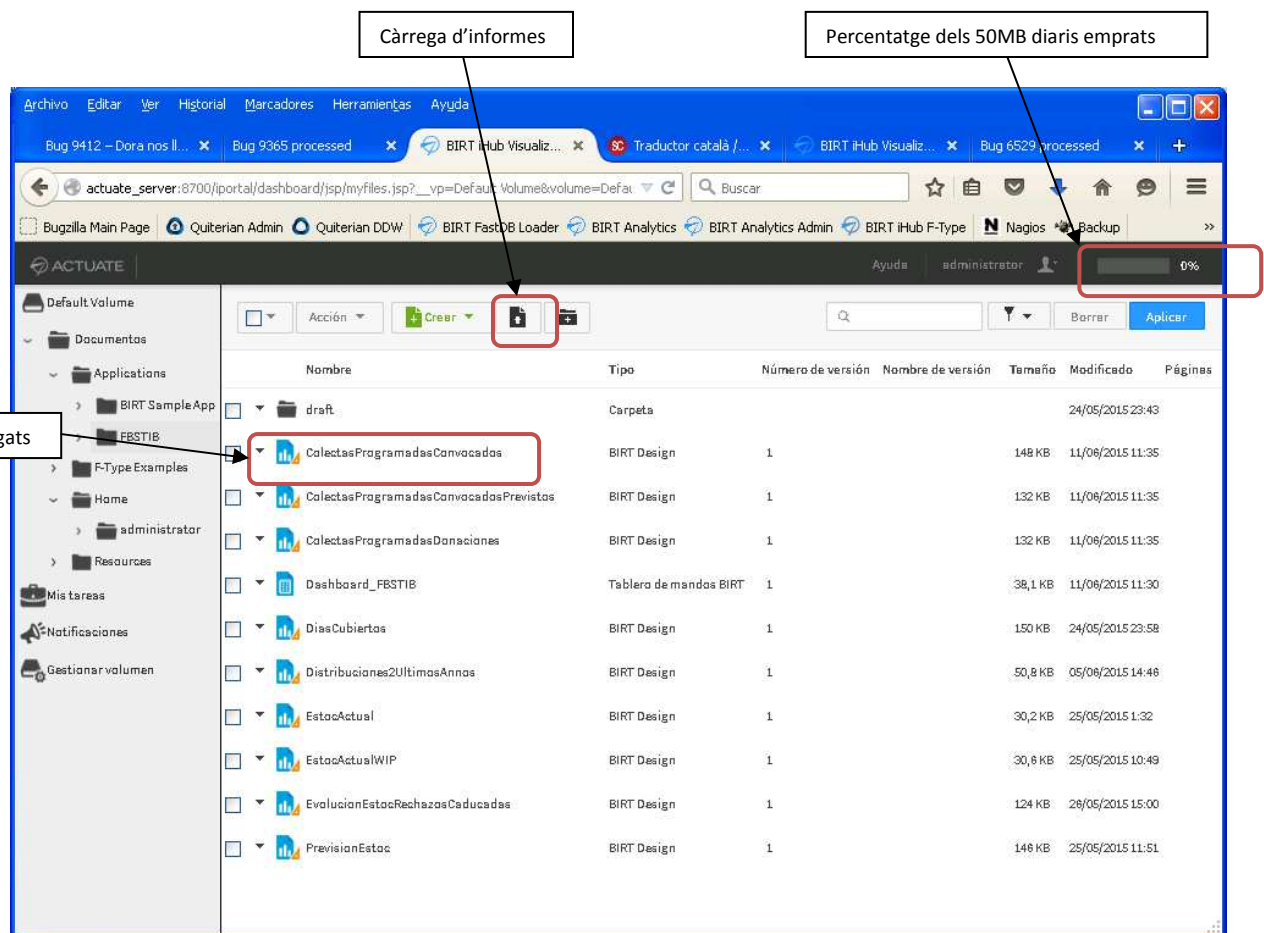 Càrrega d'informes
Percentatge dels 50MB diaris emprats
Archivo Editar Ver Historial Marcadores Herramientas Ayuda
Bug 9412 – Dora nos ll... Bug 9365 processed BIRT iHub Visualiz... Traductor català /... BIRT iHub Visualiz... Bug 6529 processed
actuate_server:8700/iportal/dashboard/jsp/myfiles.jsp?__vp=Default Volume&volume=Defau Buscar
Bugzilla Main Page Quiterian Admin Quiterian DDW BIRT FastDB Loader BIRT Analytics BIRT Analytics Admin BIRT iHub F-Type Nagios Backup »
ACTUATE Ayuda administrator 0%
Default Volume
Acción Crear Borrar Aplicar
Documentos
Applications
Nombre Tipo Número de versión Nombre de versión Tamaño Modificado Páginas
BIRT Sample App
draft Carpeta 24/05/2015 23:43
gats
FBSTIB
ColectasProgramadasConvocadas BIRT Design 1 148 KB 11/06/2015 11:35
F-Type Examples
Home
ColectasProgramadasConvocadasPrevistas BIRT Design 1 132 KB 11/06/2015 11:35
administrator
ColectasProgramadasDonaciones BIRT Design 1 132 KB 11/06/2015 11:35
Resources
Dashboard_FBSTIB Tablero de mandos BIRT 1 38,1 KB 11/06/2015 11:30
Mis tareas
Notificaciones
DiasCubiertos BIRT Design 1 150 KB 24/05/2015 23:58
Gestionar volumen
Distribuciones2UltimosAnnos BIRT Design 1 50,8 KB 05/06/2015 14:46
EstocActual BIRT Design 1 30,2 KB 25/05/2015 1:32
EstocActualWIP BIRT Design 1 30,6 KB 25/05/2015 10:49
EvolucionEstocRechazosCaducadas BIRT Design 1 124 KB 26/05/2015 15:00
PrevisionEstoc BIRT Design 1 146 KB 25/05/2015 11:51